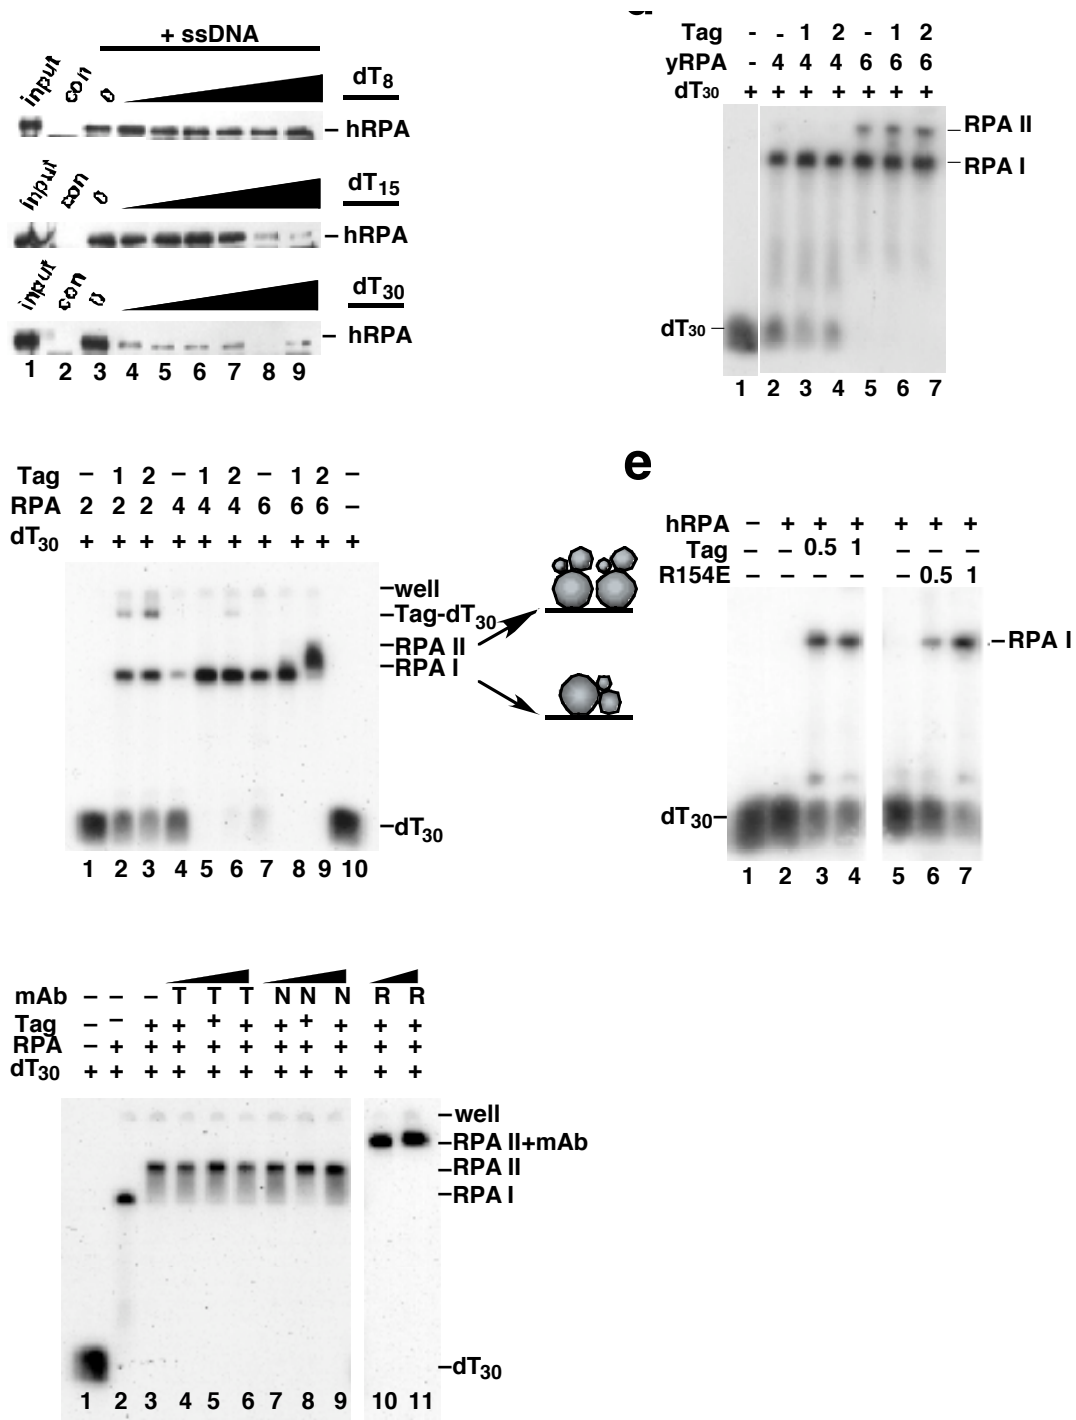 + ssDNA
input con 0 dT8
hRPA
input con 0 dT15
hRPA
input con 0 dT30
hRPA
1 2 3 4 5 6 7 8 9
Tag - - 1 2 - 1 2
yRPA - 4 4 4 6 6 6
dT30 + + + + + + +
RPA II
RPA I
dT30
1 2 3 4 5 6 7
Tag – 1 2 – 1 2 – 1 2 –
RPA 2 2 2 4 4 4 6 6 6 –
dT30 + + + + + + + + + +
well
Tag-dT30
RPA II
RPA I
dT30
1 2 3 4 5 6 7 8 9 10
e
hRPA – + + + + + +
Tag – – 0.5 1 – – –
R154E – – – – – 0.5 1
RPA I
dT30
1 2 3 4 5 6 7
mAb – – – T T T N N N R R
Tag – – + + + + + + + + +
RPA – + + + + + + + + + +
dT30 + + + + + + + + + + +
well
RPA II+mAb
RPA II
RPA I
dT30
1 2 3 4 5 6 7 8 9 10 11